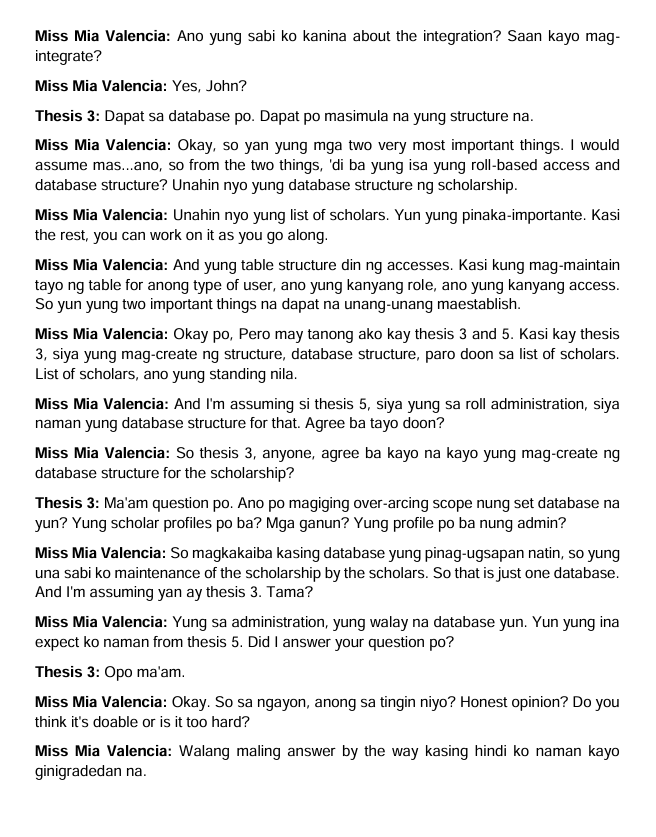 Miss Mia Valencia: Ano yung sabi ko kanina about the integration? Saan kayo mag-
integrate?
Miss Mia Valencia: Yes, John?
Thesis 3: Dapat sa database po. Dapat po masimula na yung structure na.
Miss Mia Valencia: Okay, so yan yung mga two very most important things. I would
assume mas...ano, so from the two things, 'di ba yung isa yung roll-based access and
database structure? Unahin nyo yung database structure ng scholarship.
Miss Mia Valencia: Unahin nyo yung list of scholars. Yun yung pinaka-importante. Kasi
the rest, you can work on it as you go along.
Miss Mia Valencia: And yung table structure din ng accesses. Kasi kung mag-maintain
tayo ng table for anong type of user, ano yung kanyang role, ano yung kanyang access.
So yun yung two important things na dapat na unang-unang maestablish.
Miss Mia Valencia: Okay po, Pero may tanong ako kay thesis 3 and 5. Kasi kay thesis
3, siya yung mag-create ng structure, database structure, paro doon sa list of scholars.
List of scholars, ano yung standing nila.
Miss Mia Valencia: And I'm assuming si thesis 5, siya yung sa roll administration, siya
naman yung database structure for that. Agree ba tayo doon?
Miss Mia Valencia: So thesis 3, anyone, agree ba kayo na kayo yung mag-create ng
database structure for the scholarship?
Thesis 3: Ma'am question po. Ano po magiging over-arcing scope nung set database na
yun? Yung scholar profiles po ba? Mga ganun? Yung profile po ba nung admin?
Miss Mia Valencia: So magkakaiba kasing database yung pinag-ugsapan natin, so yung
una sabi ko maintenance of the scholarship by the scholars. So that is just one database.
And I'm assuming yan ay thesis 3. Tama?
Miss Mia Valencia: Yung sa administration, yung walay na database yun. Yun yung ina
expect ko naman from thesis 5. Did I answer your question po?
Thesis 3: Opo ma'am.
Miss Mia Valencia: Okay. So sa ngayon, anong sa tingin niyo? Honest opinion? Do you
think it's doable or is it too hard?
Miss Mia Valencia: Walang maling answer by the way kasing hindi ko naman kayo
ginigradedan na.